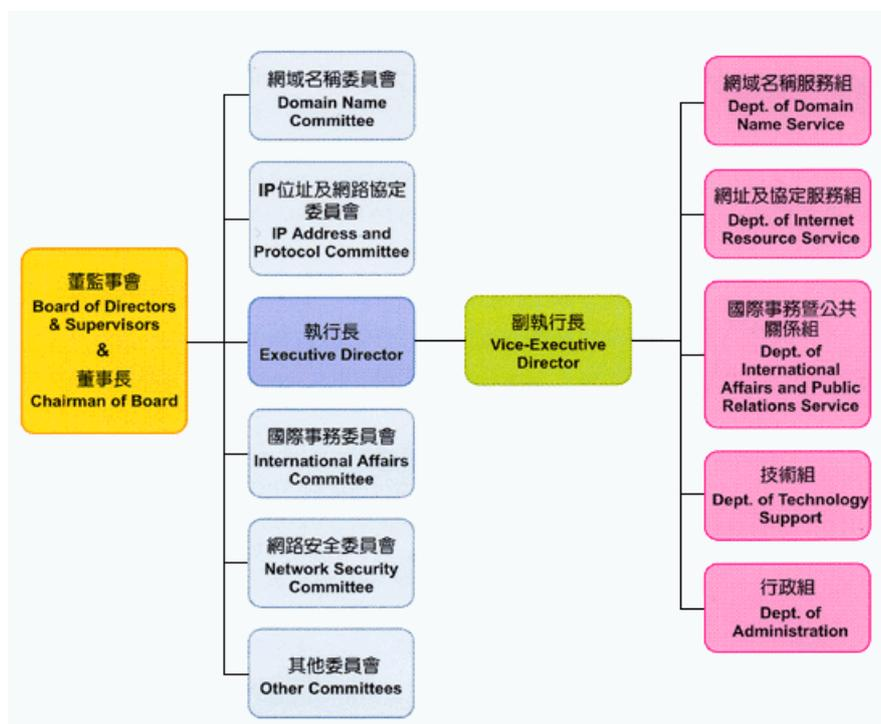 董監事會
Board of Directors
& Supervisors
&
董事長
Chairman of Board
網域名稱委員會
Domain Name
Committee
IP位址及網路協定
委員會
IP Address and
Protocol Committee
執行長
Executive Director
國際事務委員會
International Affairs
Committee
網路安全委員會
Network Security
Committee
其他委員會
Other Committees
副執行長
Vice-Executive
Director
網域名稱服務組
Dept. of Domain
Name Service
網址及協定服務組
Dept. of Internet
Resource Service
國際事務暨公共
關係組
Dept. of
International
Affairs and Public
Relations Service
技術組
Dept. of Technology
Support
行政組
Dept. of
Administration